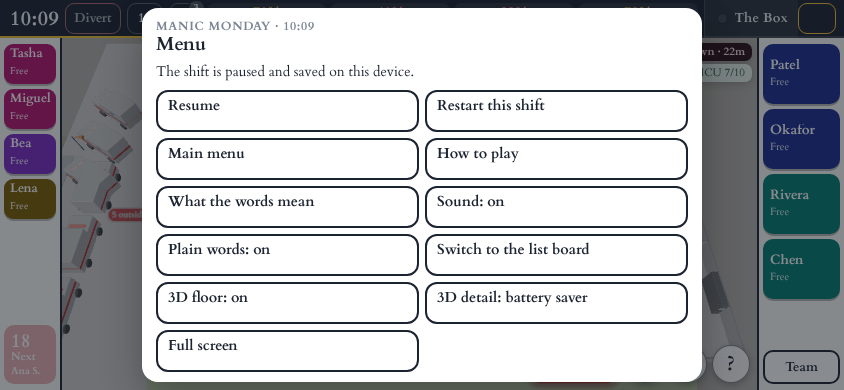 10:09
Divert
MANIC MONDAY · 10:09
Menu
The shift is paused and saved on this device.
Resume
Restart this shift
Main menu
How to play
What the words mean
Sound: on
Plain words: on
Switch to the list board
3D floor: on
3D detail: battery saver
Full screen
The Box
Tasha
Free
Miguel
Free
Bea
Free
Lena
Free
18
Next
Ana S.
5 outsid
wn · 22m
ICU 7/10
Patel
Free
Okafor
Free
Rivera
Free
Chen
Free
?
Team